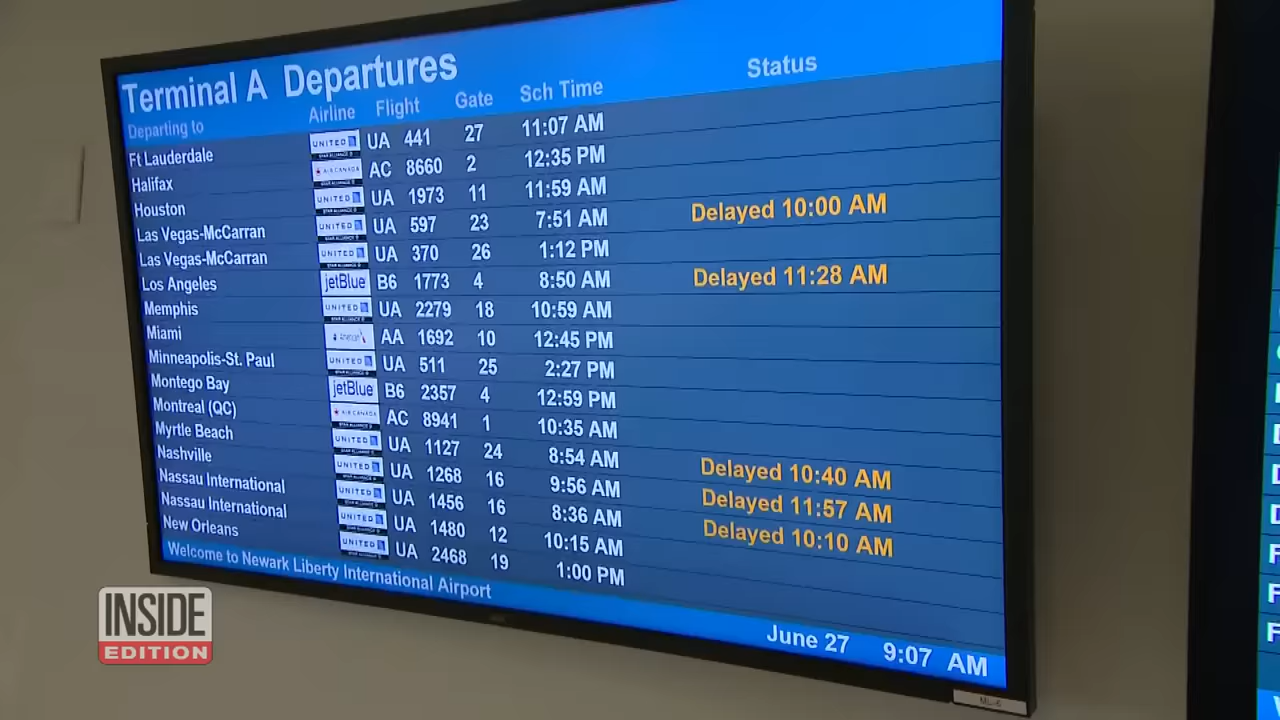 Terminal A Departures
Departing to Airline Flight Gate Sch Time Status
Ft Lauderdale UNITED UA 441 27 11:07 AM
Halifax AIR CANADA AC 8660 2 12:35 PM
Houston UNITED UA 1973 11 11:59 AM
Las Vegas-McCarran UNITED UA 597 23 7:51 AM Delayed 10:00 AM
Las Vegas-McCarran UNITED UA 370 26 1:12 PM
Los Angeles jetBlue B6 1773 4 8:50 AM Delayed 11:28 AM
Memphis UNITED UA 2279 18 10:59 AM
Miami American AA 1692 10 12:45 PM
Minneapolis-St. Paul UNITED UA 511 25 2:27 PM
Montego Bay jetBlue B6 2357 4 12:59 PM
Montreal (QC) AIR CANADA AC 8941 1 10:35 AM
Myrtle Beach UNITED UA 1127 24 8:54 AM Delayed 10:40 AM
Nashville UNITED UA 1268 16 9:56 AM Delayed 11:57 AM
Nassau International UNITED UA 1456 16 8:36 AM Delayed 10:10 AM
Nassau International UNITED UA 1480 12 10:15 AM
New Orleans UNITED UA 2468 19 1:00 PM
Welcome to Newark Liberty International Airport
June 27 9:07 AM
INSIDE
EDITION